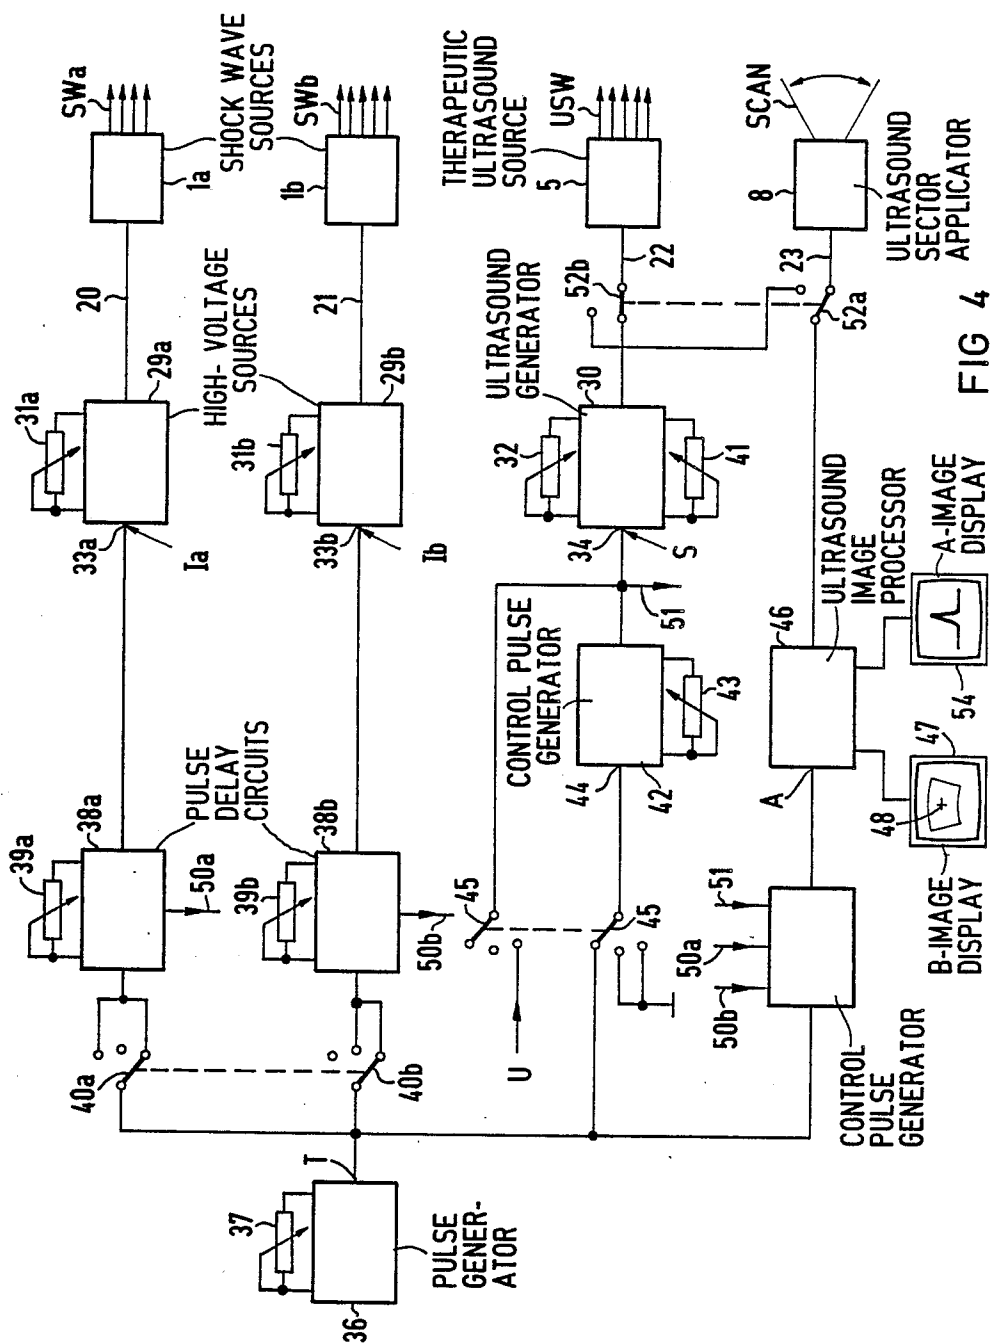 SWa
SHOCK WAVE
SOURCES
1a
20
HIGH- VOLTAGE
SOURCES
29a
31a
33a
Ia
PULSE
DELAY
CIRCUITS
38a
39a
50a
40a
SWb
1b
21
29b
31b
33b
Ib
38b
39b
50b
40b
T
37
36
PULSE
GENER-
ATOR
THERAPEUTIC
ULTRASOUND
SOURCE
5
USW
22
52b
ULTRASOUND
GENERATOR
30
32
41
34
S
51
CONTROL PULSE
GENERATOR
43
44
42
45
45
U
SCAN
8
ULTRASOUND
SECTOR
APPLICATOR
23
52a
46
ULTRASOUND
IMAGE
PROCESSOR
A
A-IMAGE
DISPLAY
54
47
48
B-IMAGE
DISPLAY
51
50a
50b
CONTROL
PULSE
GENERATOR
FIG 4